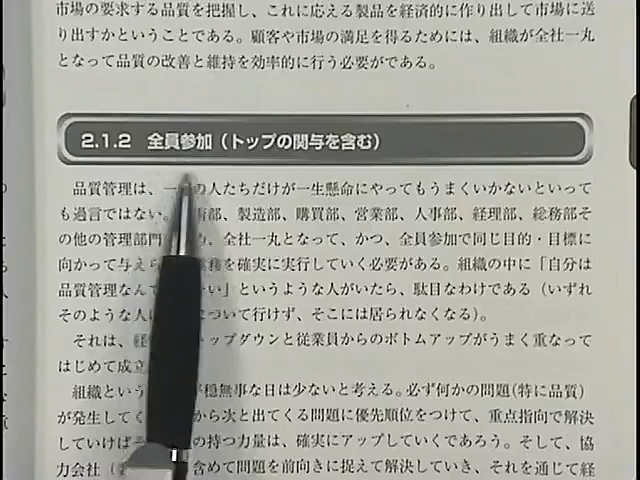 市場の要求する品質を把握し、これに応える製品を経済的に作り出して市場に送
り出すかということである。顧客や市場の満足を得るためには、組織が全社一丸
となって品質の改善と維持を効率的に行う必要がである。
2.1.2 全員参加（トップの関与を含む）
品質管理は、一 の人たちだけが一生懸命にやってもうまくいかないといって
も過言ではない。 術部、製造部、購買部、営業部、人事部、経理部、総務部そ
の他の管理部門 め、全社一丸となって、かつ、全員参加で同じ目的・目標に
向かって与えら 業務を確実に実行していく必要がある。組織の中に「自分は
品質管理なん い」というような人がいたら、駄目なわけである（いずれ
そのような人 ついて行けず、そこには居られなくなる）。
それは、経 トップダウンと従業員からのボトムアップがうまく重なって
はじめて成立
組織とい が穏無事な日は少ないと考える。必ず何かの問題(特に品質)
が発生して から次と出てくる問題に優先順位をつけて、重点指向で解決
していけば の持つ力量は、確実にアップしていくであろう。そして、協
力会社（ 含めて問題を前向きに捉えて解決していき、それを通じて経